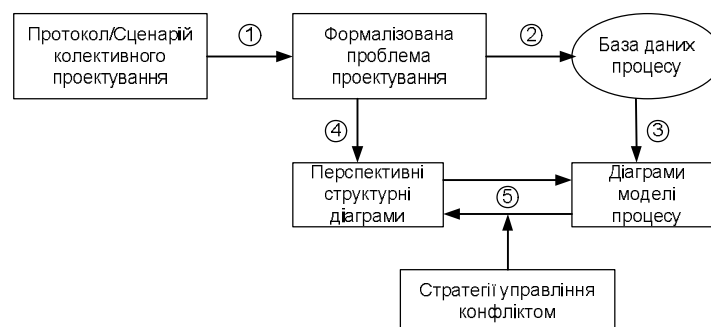 Протокол/Сценарій
колективного
проектування
①
Формалізована
проблема
проектування
②
База даних
процесу
④
③
Перспективні
структурні
діаграми
⑤
Діаграми
моделі
процесу
Стратегії управління
конфліктом